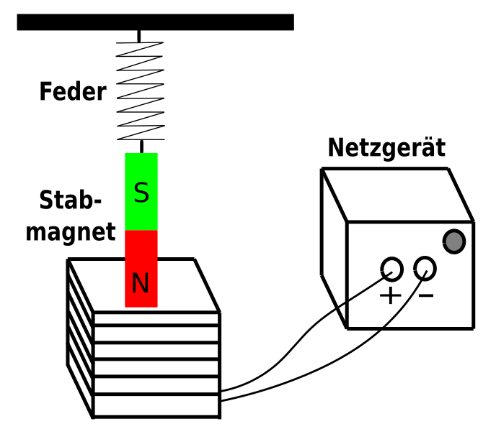 Feder
Netzgerät
S
Stab-
magnet
N
+ −